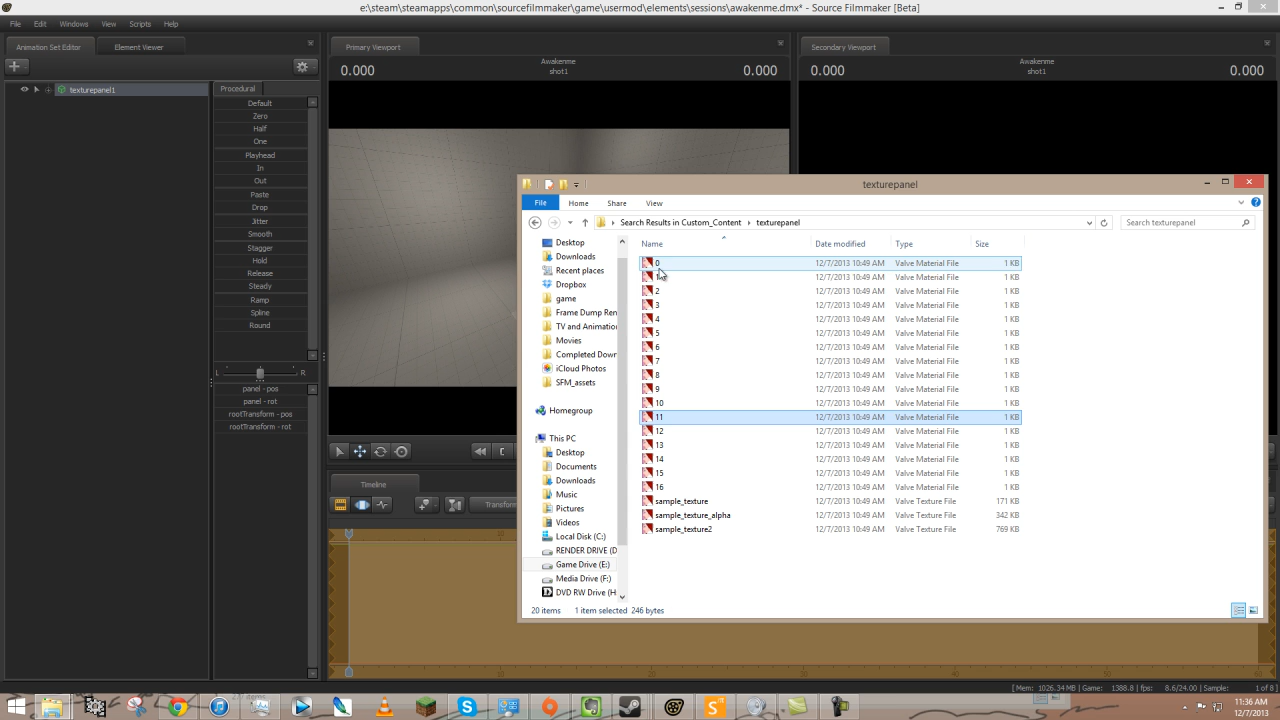 e:\steam\steamapps\common\sourcefilmmaker\game\usermod\elements\sessions\awakenme.dmx* - Source Filmmaker [Beta]
File Edit Windows View Scripts Help
Animation Set Editor Element Viewer
texturepanel1
Procedural
Default
Zero
Half
One
Playhead
In
Out
Paste
Drop
Jitter
Smooth
Stagger
Hold
Release
Steady
Ramp
Spline
Round
L R
panel - pos
panel - rot
rootTransform - pos
rootTransform - rot
Primary Viewport
0.000 Awakenme 0.000
shot1
Secondary Viewport
0.000 Awakenme 0.000
shot1
Timeline
Transform
texturepanel
File Home Share View
Search Results in Custom_Content texturepanel
Search texturepanel
Desktop
Downloads
Recent places
Dropbox
game
Frame Dump Ren
TV and Animatio
Movies
Completed Down
iCloud Photos
SFM_assets
Homegroup
This PC
Desktop
Documents
Downloads
Music
Pictures
Videos
Local Disk (C:)
RENDER DRIVE (D
Game Drive (E:)
Media Drive (F:)
DVD RW Drive (H
Name Date modified Type Size
0 12/7/2013 10:49 AM Valve Material File 1 KB
1 12/7/2013 10:49 AM Valve Material File 1 KB
2 12/7/2013 10:49 AM Valve Material File 1 KB
3 12/7/2013 10:49 AM Valve Material File 1 KB
4 12/7/2013 10:49 AM Valve Material File 1 KB
5 12/7/2013 10:49 AM Valve Material File 1 KB
6 12/7/2013 10:49 AM Valve Material File 1 KB
7 12/7/2013 10:49 AM Valve Material File 1 KB
8 12/7/2013 10:49 AM Valve Material File 1 KB
9 12/7/2013 10:49 AM Valve Material File 1 KB
10 12/7/2013 10:49 AM Valve Material File 1 KB
11 12/7/2013 10:49 AM Valve Material File 1 KB
12 12/7/2013 10:49 AM Valve Material File 1 KB
13 12/7/2013 10:49 AM Valve Material File 1 KB
14 12/7/2013 10:49 AM Valve Material File 1 KB
15 12/7/2013 10:49 AM Valve Material File 1 KB
16 12/7/2013 10:49 AM Valve Material File 1 KB
sample_texture 12/7/2013 10:49 AM Valve Texture File 171 KB
sample_texture_alpha 12/7/2013 10:49 AM Valve Texture File 342 KB
sample_texture2 12/7/2013 10:49 AM Valve Texture File 769 KB
20 items 1 item selected 246 bytes
[Mem: 1026.34MB | Game: 1388.8 | fps: 8.6/24.00 | Sample: 1 of 8 ]
11:36 AM
12/7/2013